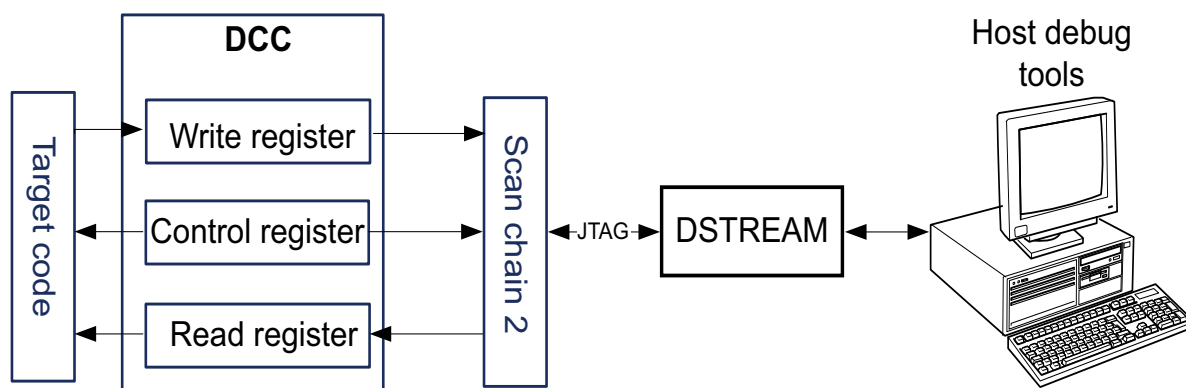 DCC
Host debug
tools
Target code
Write register
Control register
Read register
Scan chain 2
JTAG
DSTREAM